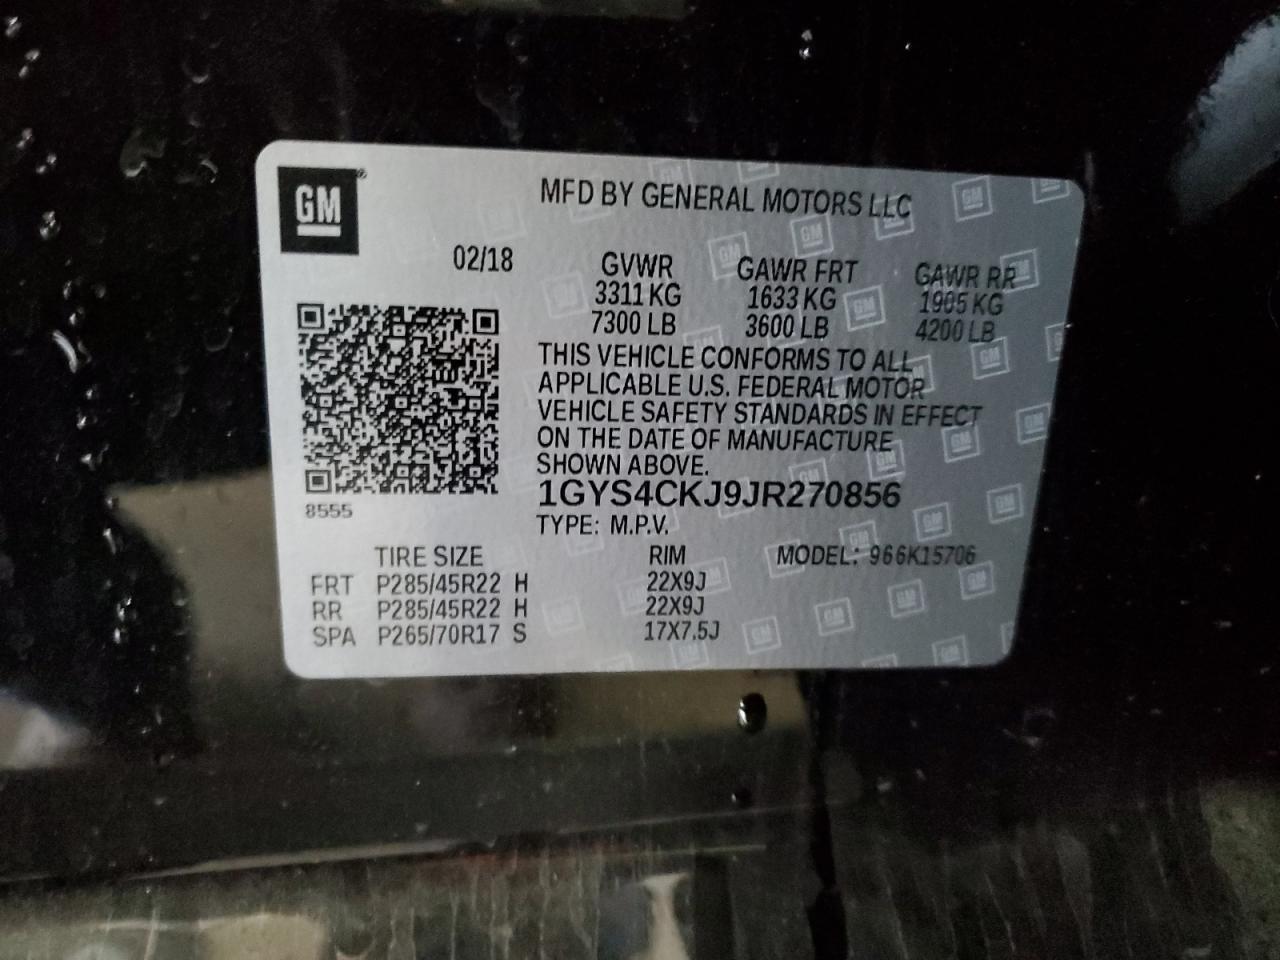 GM
MFD BY GENERAL MOTORS LLC
02/18 GVWR GAWR FRT GAWR RR
3311 KG 1633 KG 1905 KG
7300 LB 3600 LB 4200 LB
THIS VEHICLE CONFORMS TO ALL
APPLICABLE U.S. FEDERAL MOTOR
VEHICLE SAFETY STANDARDS IN EFFECT
ON THE DATE OF MANUFACTURE
SHOWN ABOVE.
1GYS4CKJ9JR270856
8555
TYPE: M.P.V.
TIRE SIZE RIM MODEL: 966K15706
FRT P285/45R22 H 22X9J
RR P285/45R22 H 22X9J
SPA P265/70R17 S 17X7.5J